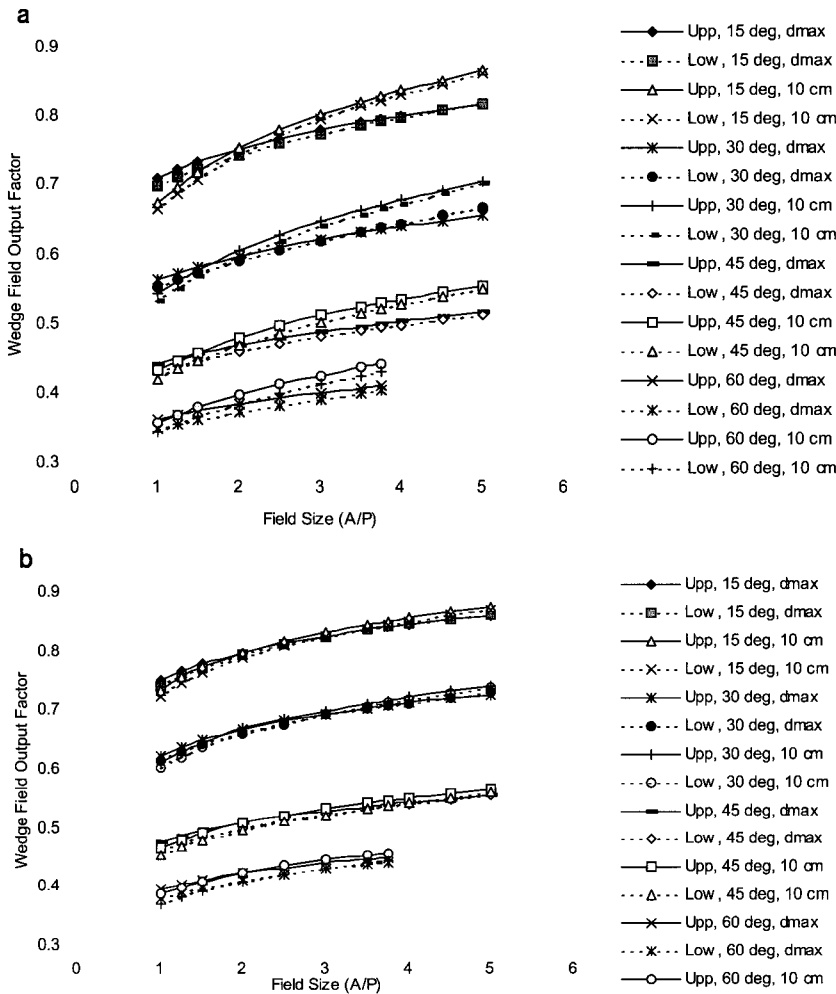 a
0.9
0.8
0.7
0.6
0.5
0.4
0.3
Wedge Field Output Factor
0 1 2 3 4 5 6
Field Size (A/P)
Upp, 15 deg, dmax
Low, 15 deg, dmax
Upp, 15 deg, 10 cm
Low, 15 deg, 10 cm
Upp, 30 deg, dmax
Low, 30 deg, dmax
Upp, 30 deg, 10 cm
Low, 30 deg, 10 cm
Upp, 45 deg, dmax
Low, 45 deg, dmax
Upp, 45 deg, 10 cm
Low, 45 deg, 10 cm
Upp, 60 deg, dmax
Low, 60 deg, dmax
Upp, 60 deg, 10 cm
Low, 60 deg, 10 cm
b
0.9
0.8
0.7
0.6
0.5
0.4
0.3
Wedge Field Output Factor
0 1 2 3 4 5 6
Field Size (A/P)
Upp, 15 deg, dmax
Low, 15 deg, dmax
Upp, 15 deg, 10 cm
Low, 15 deg, 10 cm
Upp, 30 deg, dmax
Low, 30 deg, dmax
Upp, 30 deg, 10 cm
Low, 30 deg, 10 cm
Upp, 45 deg, dmax
Low, 45 deg, dmax
Upp, 45 deg, 10 cm
Low, 45 deg, 10 cm
Upp, 60 deg, dmax
Low, 60 deg, dmax
Upp, 60 deg, 10 cm